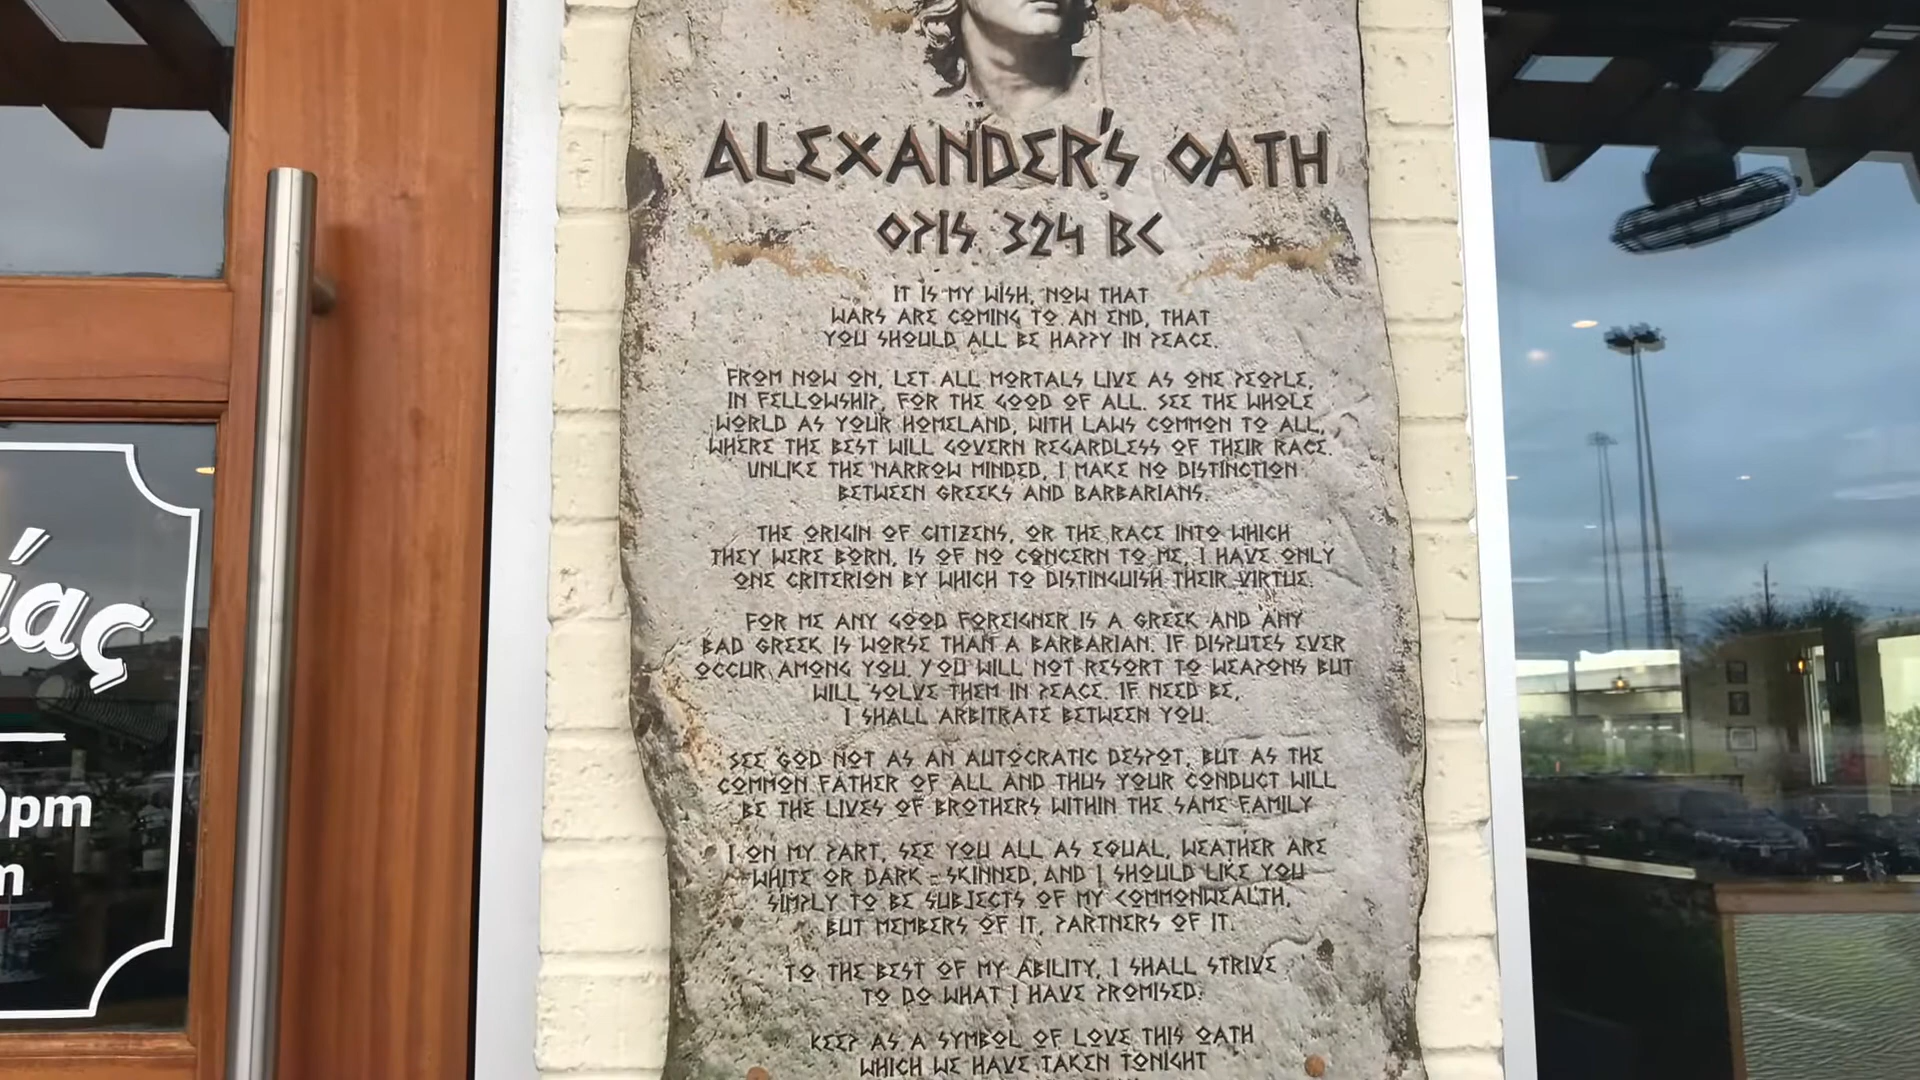 ALEXANDER'S OATH
OPIS 324 BC
IT IS MY WISH, NOW THAT
WARS ARE COMING TO AN END, THAT
YOU SHOULD ALL BE HAPPY IN PEACE.
FROM NOW ON, LET ALL MORTALS LIVE AS ONE PEOPLE,
IN FELLOWSHIP, FOR THE GOOD OF ALL. SEE THE WHOLE
WORLD AS YOUR HOMELAND, WITH LAWS COMMON TO ALL,
WHERE THE BEST WILL GOVERN REGARDLESS OF THEIR RACE.
UNLIKE THE NARROW MINDED, I MAKE NO DISTINCTION
BETWEEN GREEKS AND BARBARIANS.
THE ORIGIN OF CITIZENS, OR THE RACE INTO WHICH
THEY WERE BORN, IS OF NO CONCERN TO ME, I HAVE ONLY
ONE CRITERION BY WHICH TO DISTINGUISH THEIR VIRTUE.
FOR ME ANY GOOD FOREIGNER IS A GREEK AND ANY
BAD GREEK IS WORSE THAN A BARBARIAN. IF DISPUTES EVER
OCCUR AMONG YOU, YOU WILL NOT RESORT TO WEAPONS BUT
WILL SOLVE THEM IN PEACE. IF NEED BE,
I SHALL ARBITRATE BETWEEN YOU.
SEE GOD NOT AS AN AUTOCRATIC DESPOT, BUT AS THE
COMMON FATHER OF ALL AND THUS YOUR CONDUCT WILL
BE THE LIVES OF BROTHERS WITHIN THE SAME FAMILY
I ON MY PART, SEE YOU ALL AS EQUAL, WEATHER ARE
WHITE OR DARK - SKINNED, AND I SHOULD LIKE YOU
SIMPLY TO BE SUBJECTS OF MY COMMONWEALTH,
BUT MEMBERS OF IT, PARTNERS OF IT.
TO THE BEST OF MY ABILITY, I SHALL STRIVE
TO DO WHAT I HAVE PROMISED.
KEEP AS A SYMBOL OF LOVE THIS OATH
WHICH WE HAVE TAKEN TONIGHT
ίας
0pm
m